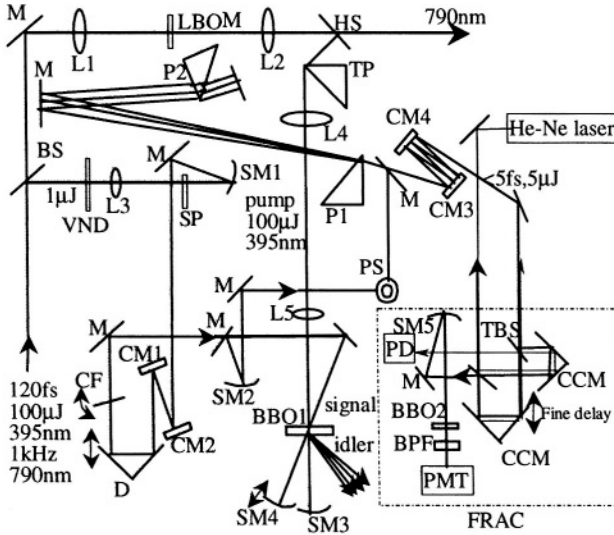 M
LBO
M
HS
790nm
L1
L2
P2
TP
M
L4
CM4
He-Ne laser
BS
M
SM1
CM3
5fs,5μJ
1μJ
L3
SP
pump
100μJ
395nm
P1
M
VND
PS
M
L5
M
M
SM5
TBS
PD
CM1
SM2
M
CCM
120fs
100μJ
395nm
1kHz
790nm
CF
CM2
BBO1
signal
idler
BBO2
BPF
Fine delay
CCM
D
PMT
SM4
SM3
FRAC